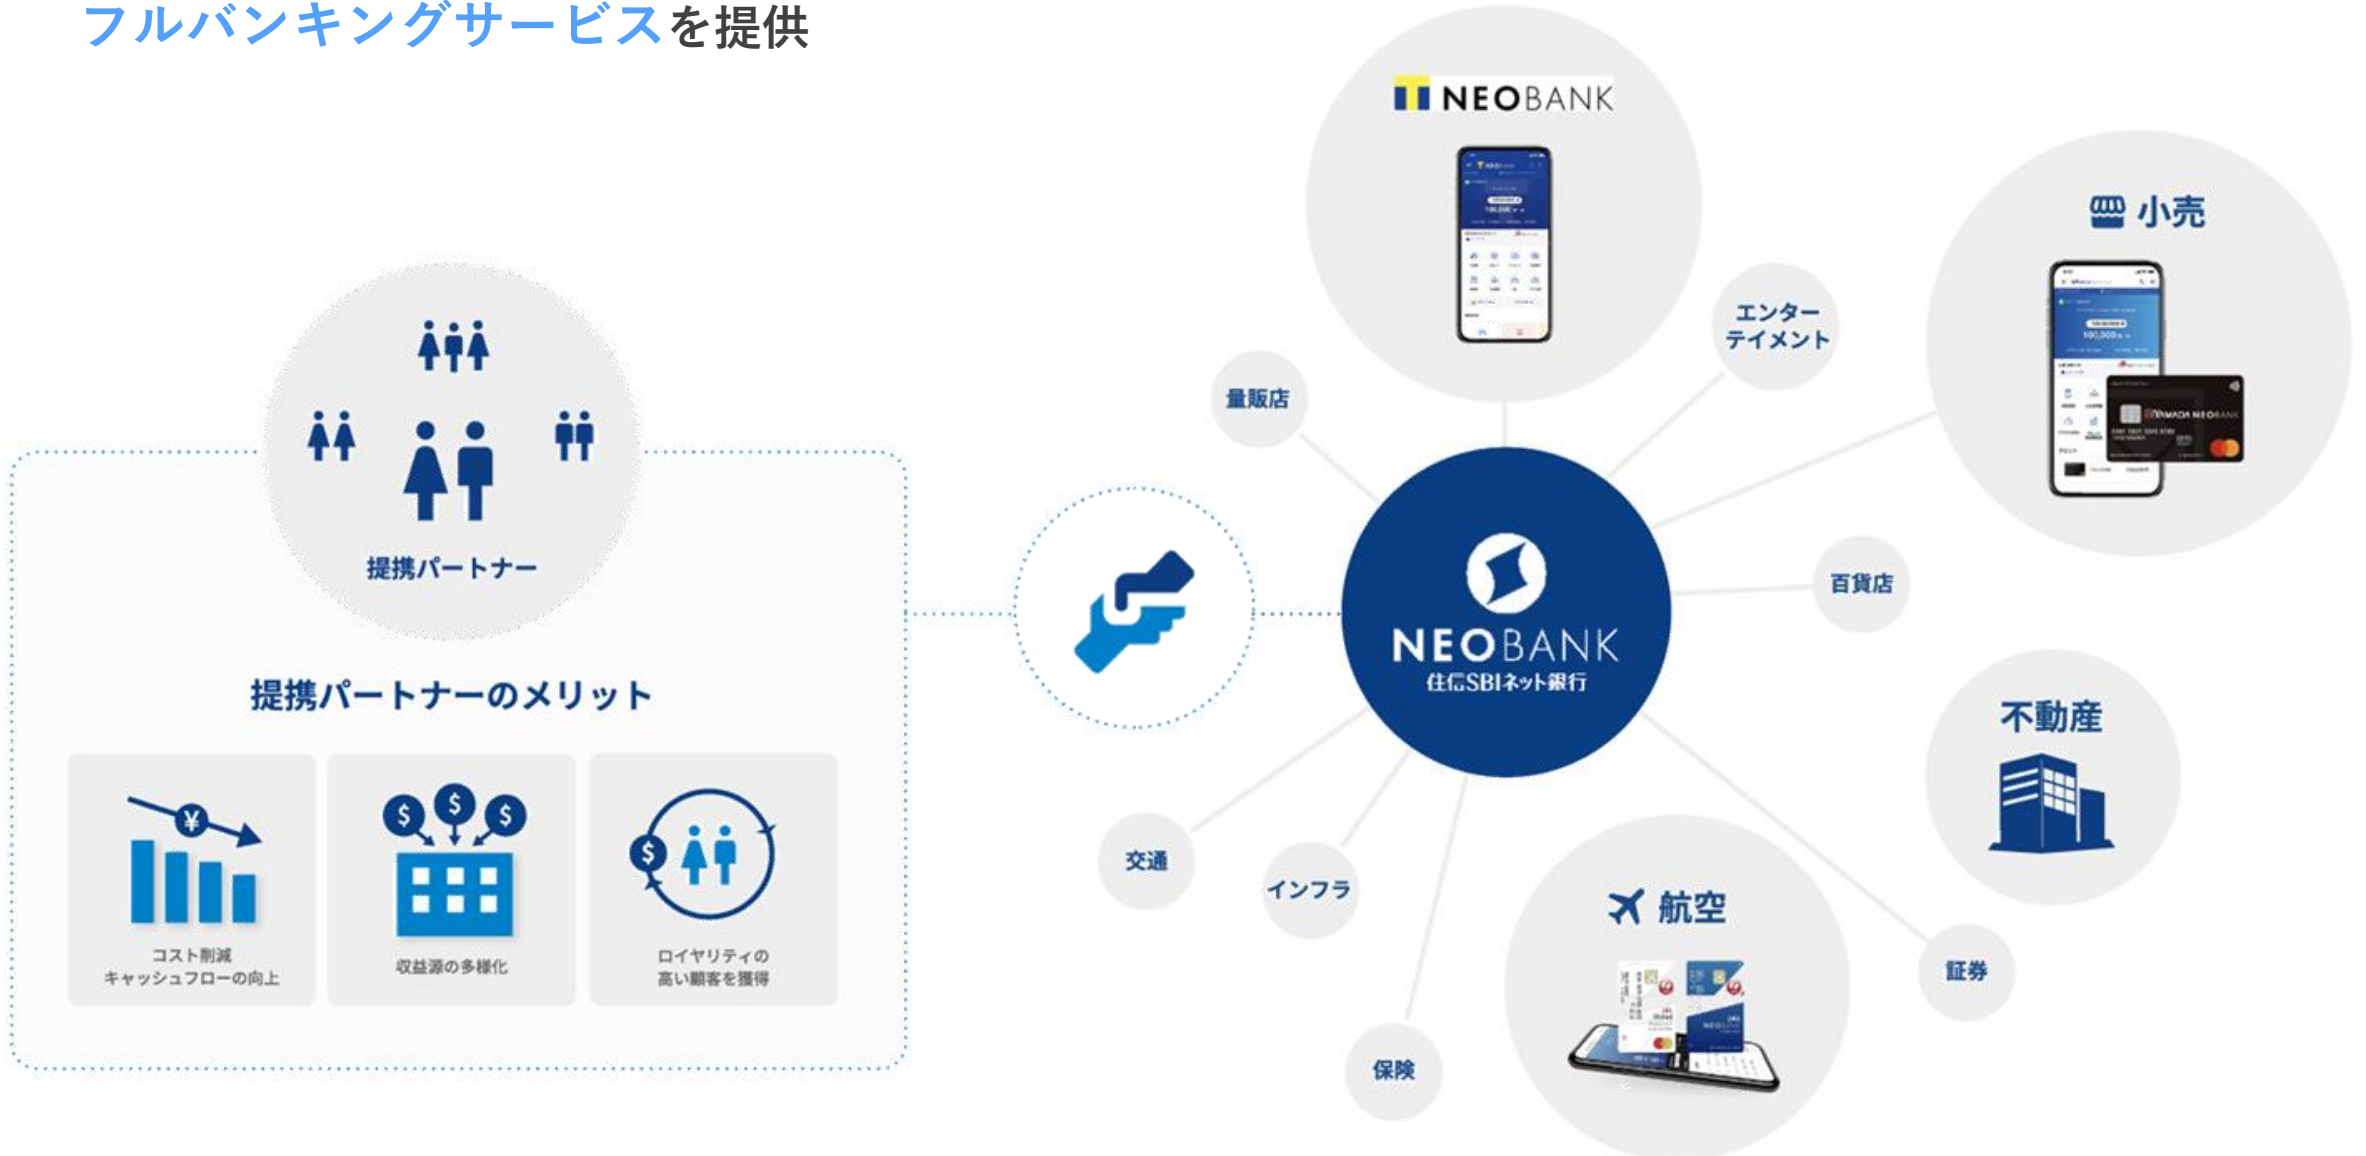 フルバンキングサービスを提供
NEOBANK
小売
100,000
YAMADA NEOBANK
エンター
テイメント
量販店
百貨店
提携パートナー
NEOBANK
住信SBIネット銀行
提携パートナーのメリット
不動産
¥
$ $ $
$
コスト削減
キャッシュフローの向上
収益源の多様化
ロイヤリティの
高い顧客を獲得
交通
インフラ
航空
証券
保険